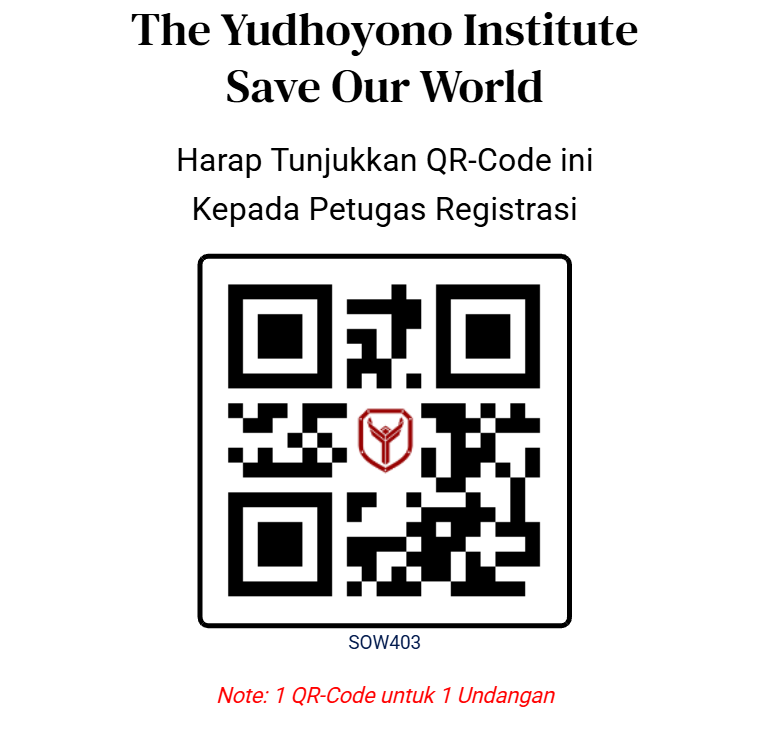 The Yudhoyono Institute
Save Our World
Harap Tunjukkan QR-Code ini
Kepada Petugas Registrasi
SOW403
Note: 1 QR-Code untuk 1 Undangan